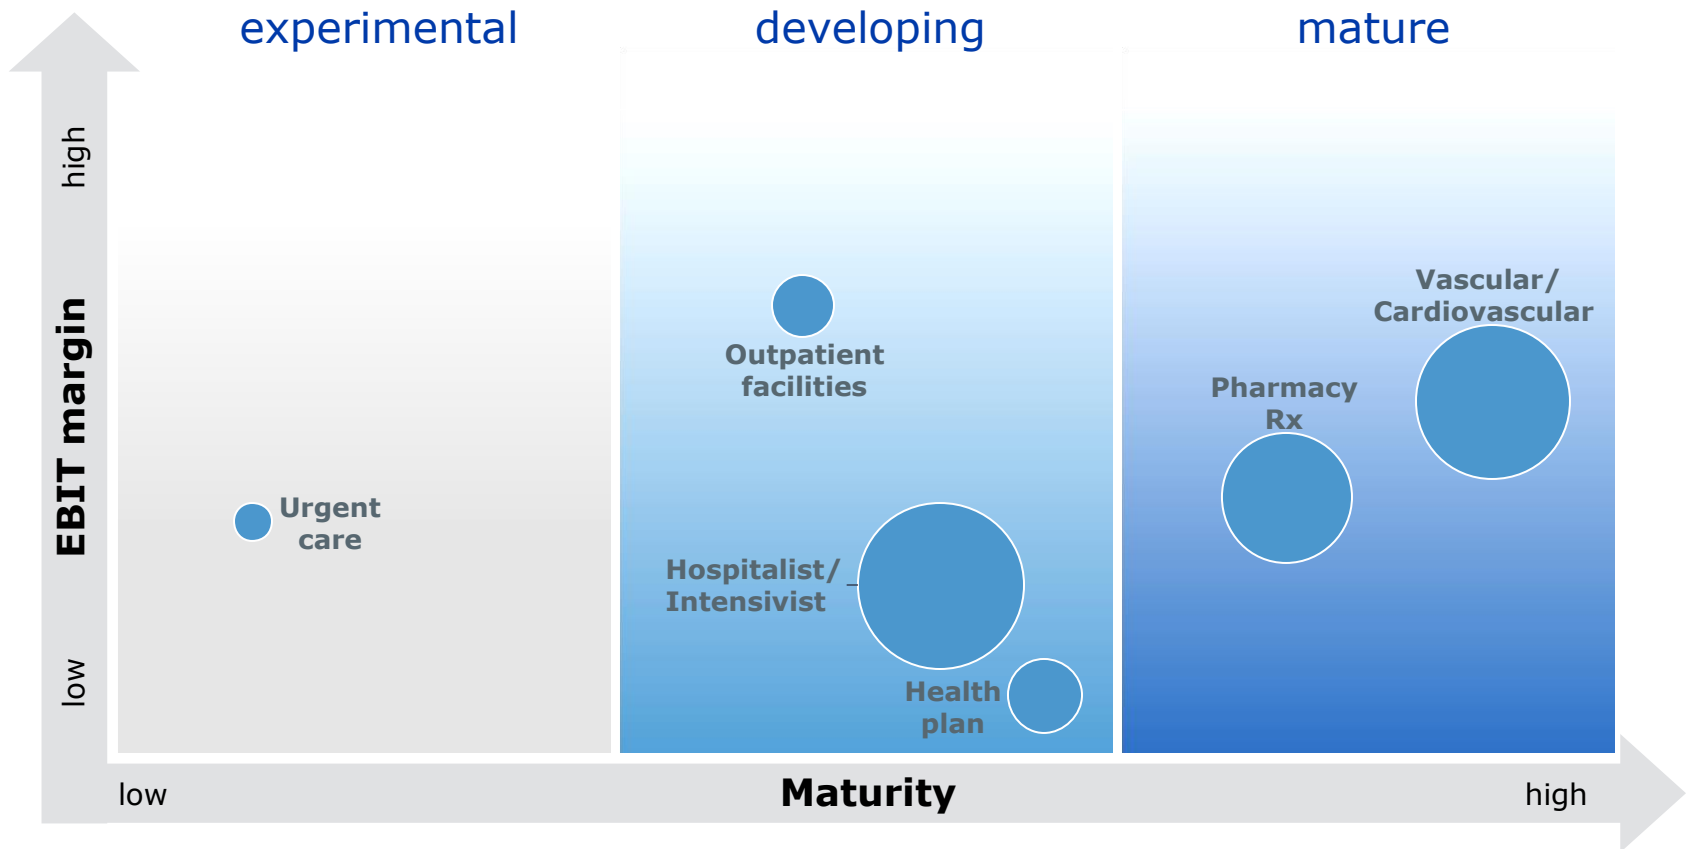 experimental
developing
mature
high
EBIT margin
low
Vascular/
Cardiovascular
Outpatient
facilities
Pharmacy
Rx
Urgent
care
Hospitalist/
Intensivist
Health
plan
low
Maturity
high